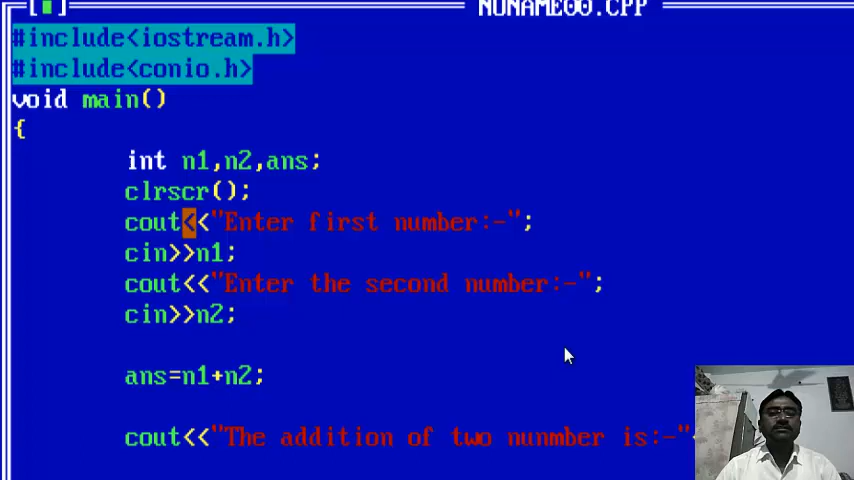 NONAME00.CPP
#include<iostream.h>
#include<conio.h>
void main()
{
int n1,n2,ans;
clrscr();
cout<<"Enter first number:-";
cin>>n1;
cout<<"Enter the second number:-";
cin>>n2;
ans=n1+n2;
cout<<"The addition of two nunmber is:-"<